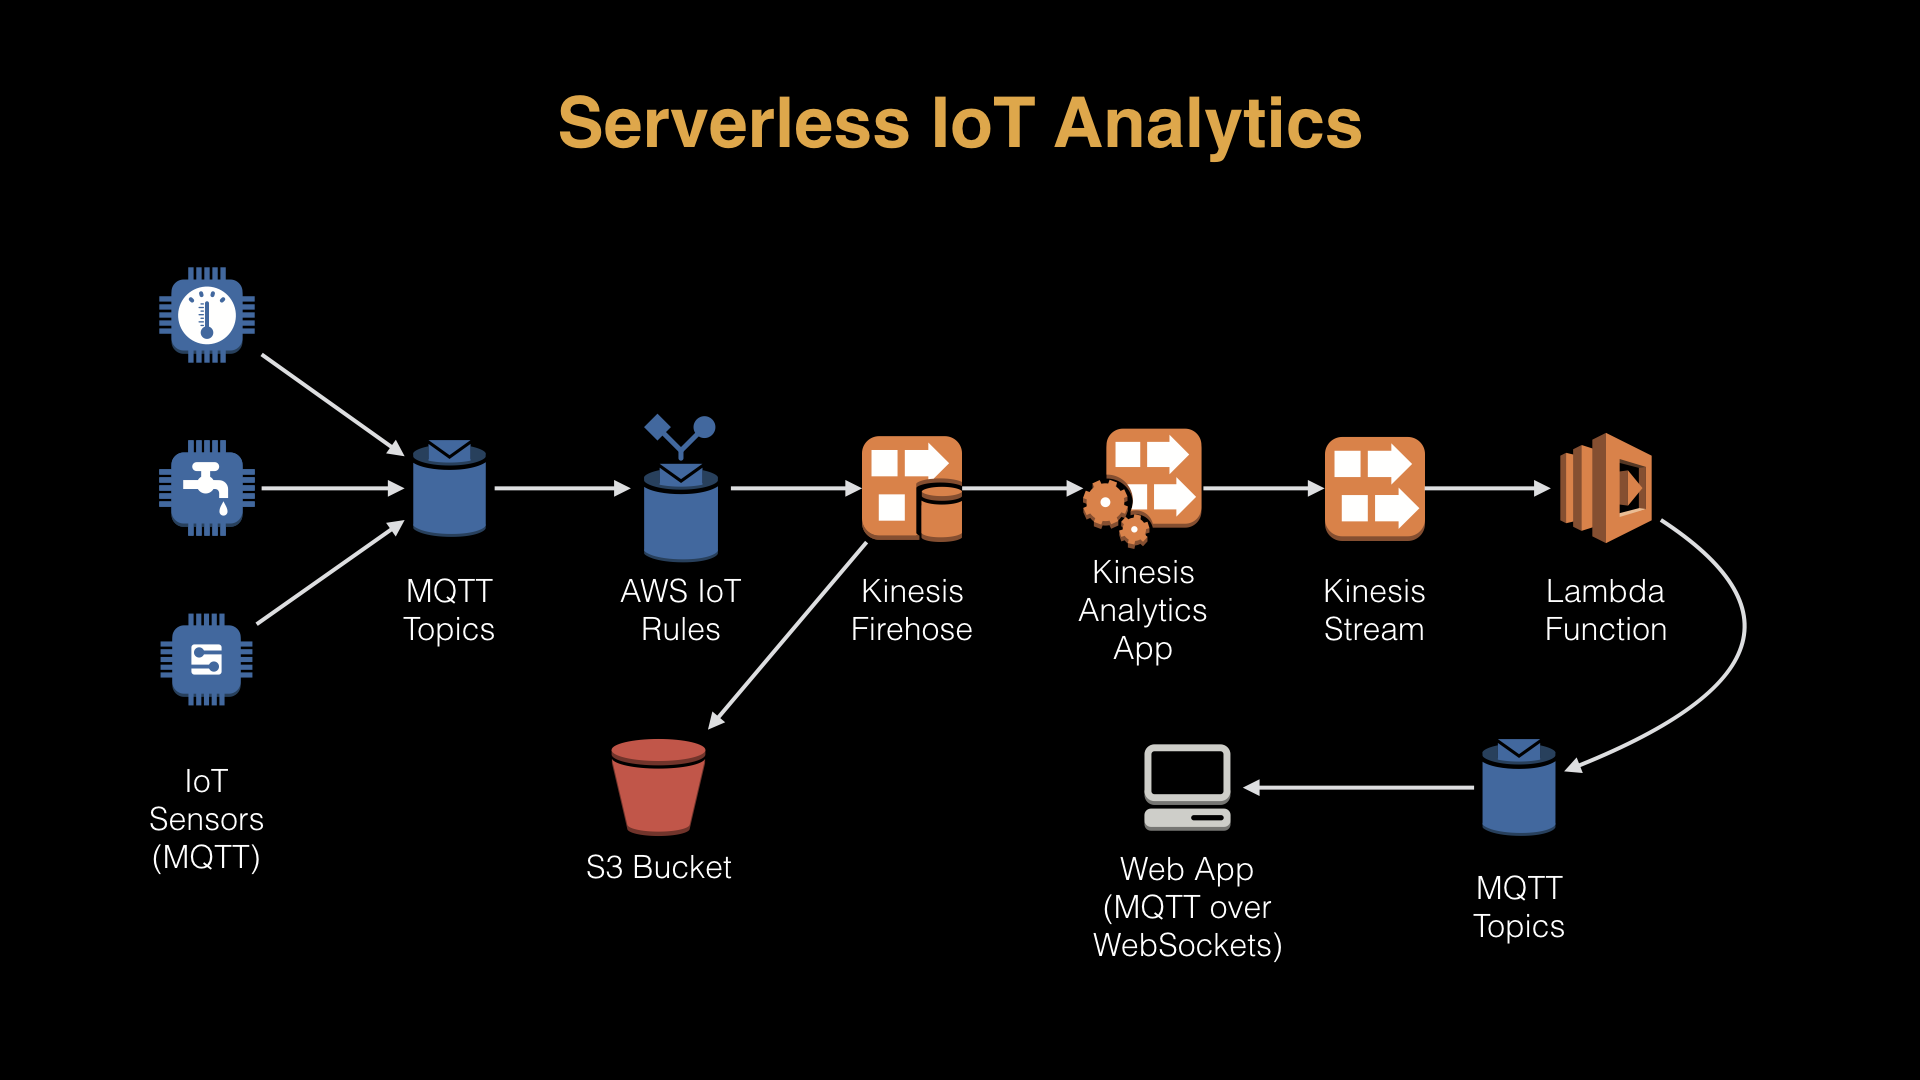 Serverless IoT Analytics
MQTT
Topics
AWS IoT
Rules
Kinesis
Firehose
Kinesis
Analytics
App
Kinesis
Stream
Lambda
Function
IoT
Sensors
(MQTT)
S3 Bucket
Web App
(MQTT over
WebSockets)
MQTT
Topics